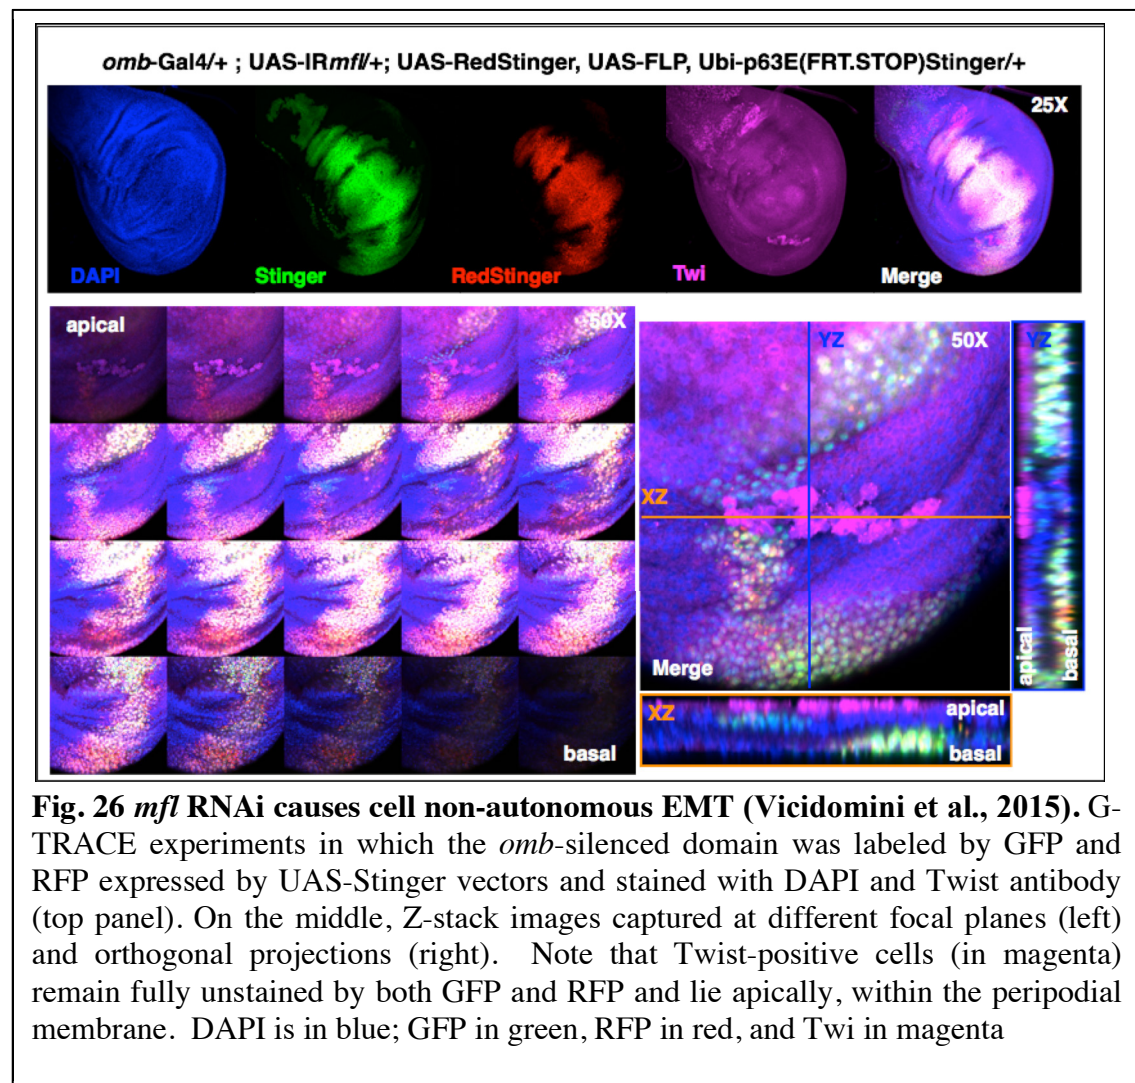 omb-Gal4/+ ; UAS-IRmfl/+; UAS-RedStinger, UAS-FLP, Ubi-p63E(FRT.STOP)Stinger/+
25X
DAPI
Stinger
RedStinger
Twi
Merge
apical
50X
basal
YZ
50X
XZ
Merge
YZ
apical
basal
XZ
apical
basal
Fig. 26 mfl RNAi causes cell non-autonomous EMT (Vicidomini et al., 2015). G-
TRACE experiments in which the omb-silenced domain was labeled by GFP and
RFP expressed by UAS-Stinger vectors and stained with DAPI and Twist antibody
(top panel). On the middle, Z-stack images captured at different focal planes (left)
and orthogonal projections (right). Note that Twist-positive cells (in magenta)
remain fully unstained by both GFP and RFP and lie apically, within the peripodial
membrane. DAPI is in blue; GFP in green, RFP in red, and Twi in magenta